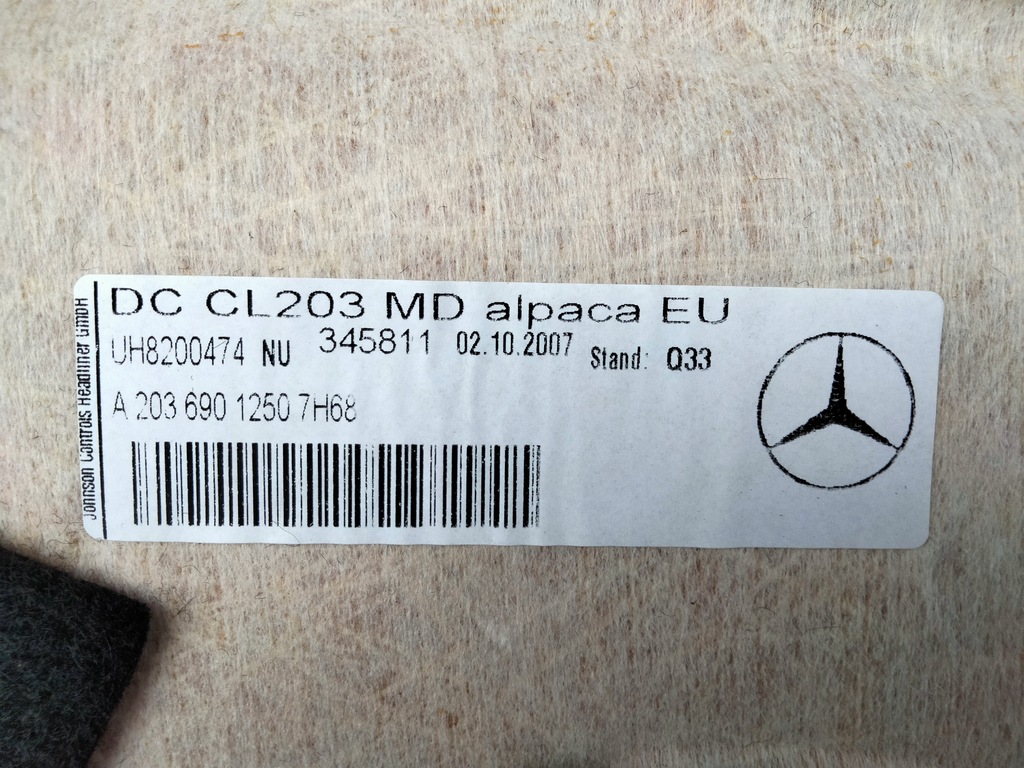 DC CL203 MD alpaca EU
UH8200474 NU 345811 02.10.2007 Stand: Q33
A 203 690 1250 7H68
Johnson Controls Headliner GmbH